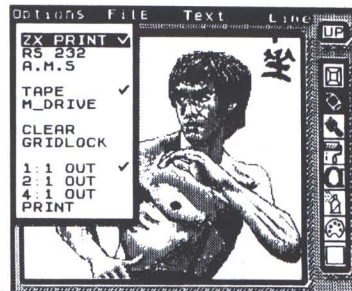 Options File Text Line
UP
ZX PRINT ✓
RS 232
A.M.S
TAPE ✓
M_DRIVE
CLEAR
GRIDLOCK
1:1 OUT ✓
2:1 OUT
4:1 OUT
PRINT